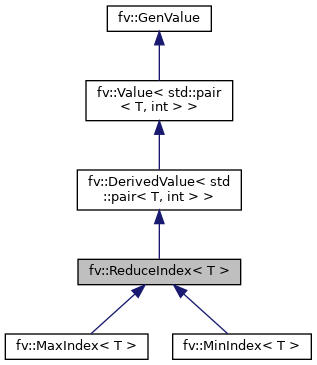 fv::GenValue
fv::Value< std::pair
< T, int > >
fv::DerivedValue< std
::pair< T, int > >
fv::ReduceIndex< T >
fv::MaxIndex< T >
fv::MinIndex< T >